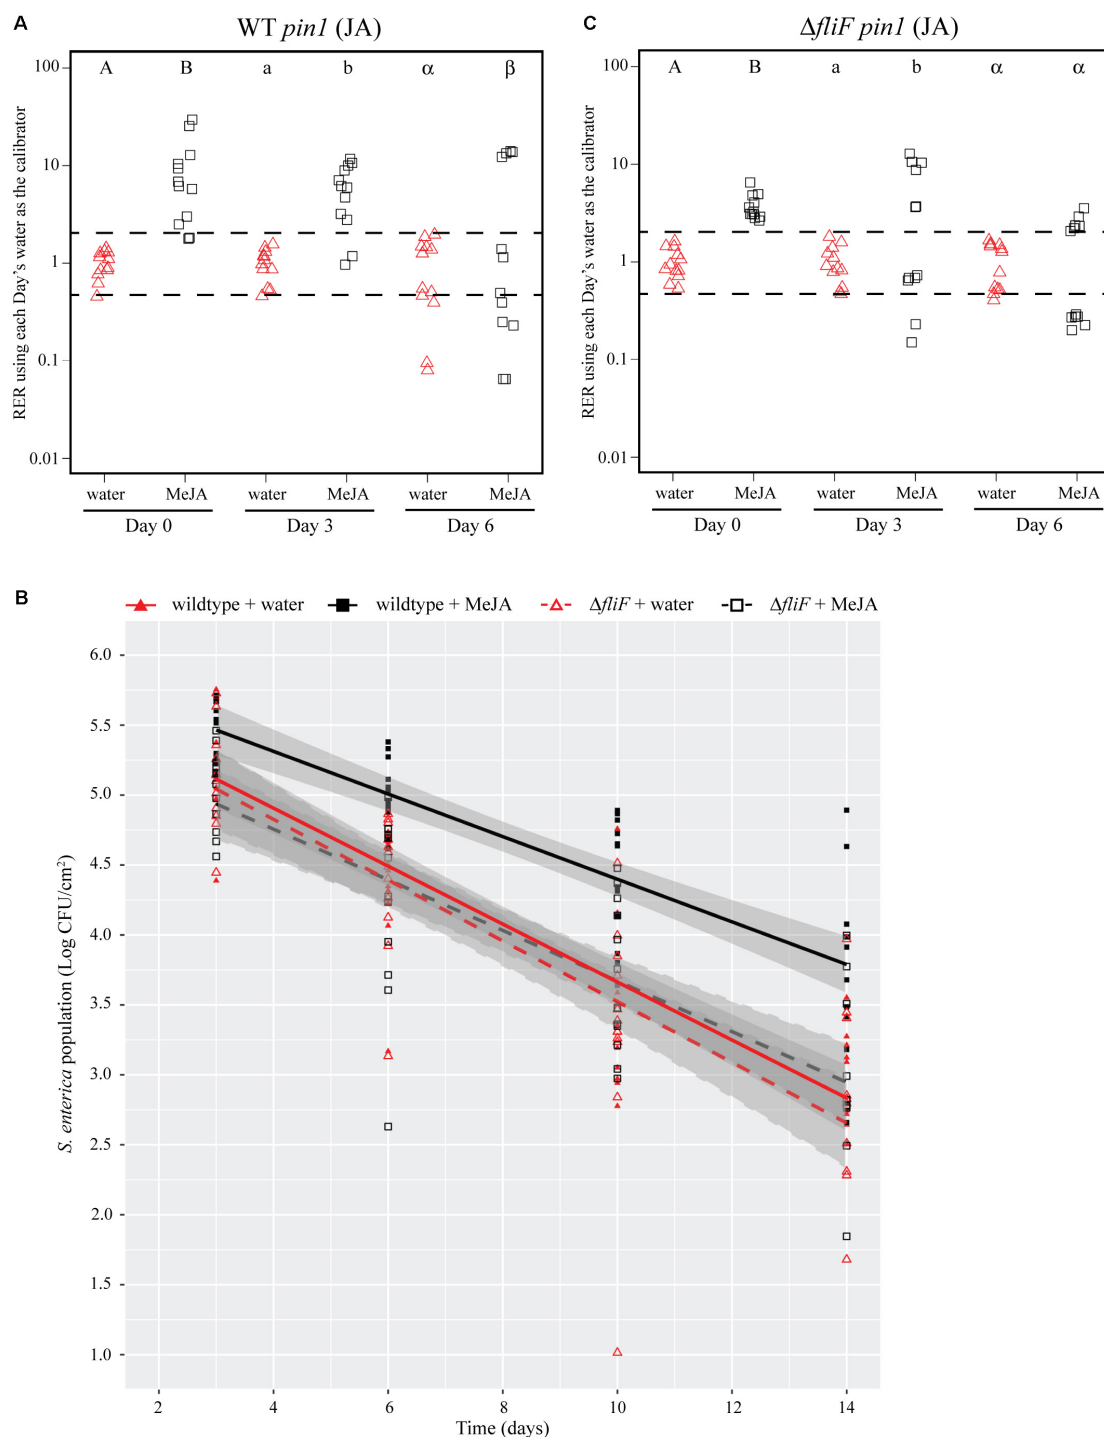 A
WT pin1 (JA)
RER using each Day's water as the calibrator
100
10
1
0.1
0.01
A B a b α β
water MeJA water MeJA water MeJA
Day 0 Day 3 Day 6
C
ΔfliF pin1 (JA)
RER using each Day's water as the calibrator
100
10
1
0.1
0.01
A B a b α α
water MeJA water MeJA water MeJA
Day 0 Day 3 Day 6
B
wildtype + water wildtype + MeJA ΔfliF + water ΔfliF + MeJA
S. enterica population (Log CFU/cm²)
6.0
5.5
5.0
4.5
4.0
3.5
3.0
2.5
2.0
1.5
1.0
2 4 6 8 10 12 14
Time (days)